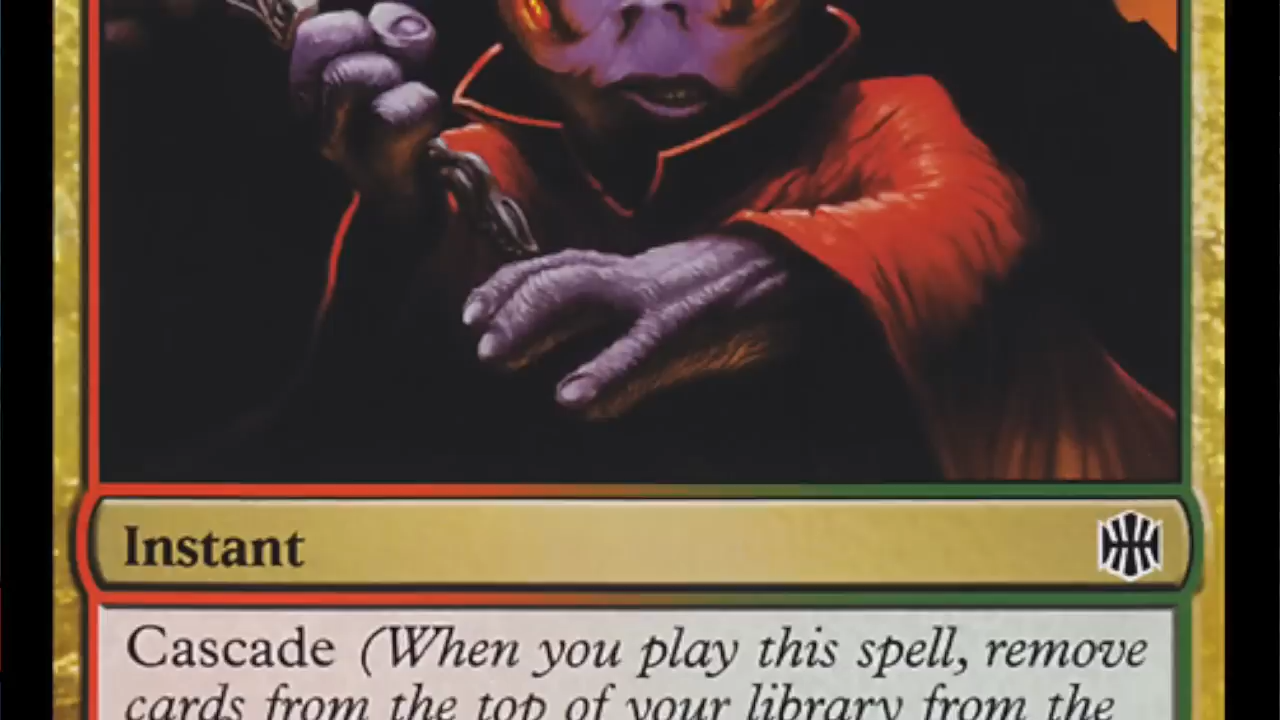 Instant
Cascade (When you play this spell, remove
cards from the top of your library from the